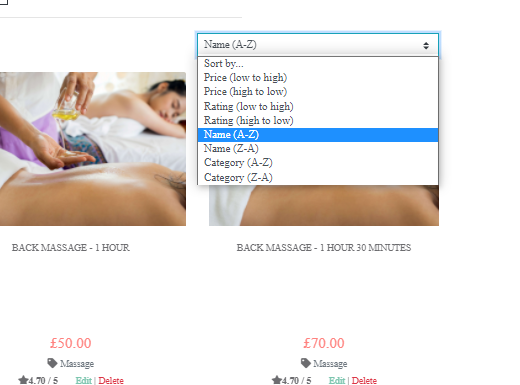 Name (A-Z)
Sort by...
Price (low to high)
Price (high to low)
Rating (low to high)
Rating (high to low)
Name (A-Z)
Name (Z-A)
Category (A-Z)
Category (Z-A)
BACK MASSAGE - 1 HOUR
BACK MASSAGE - 1 HOUR 30 MINUTES
£50.00
£70.00
Massage
Massage
4.70 / 5 Edit | Delete
4.70 / 5 Edit | Delete